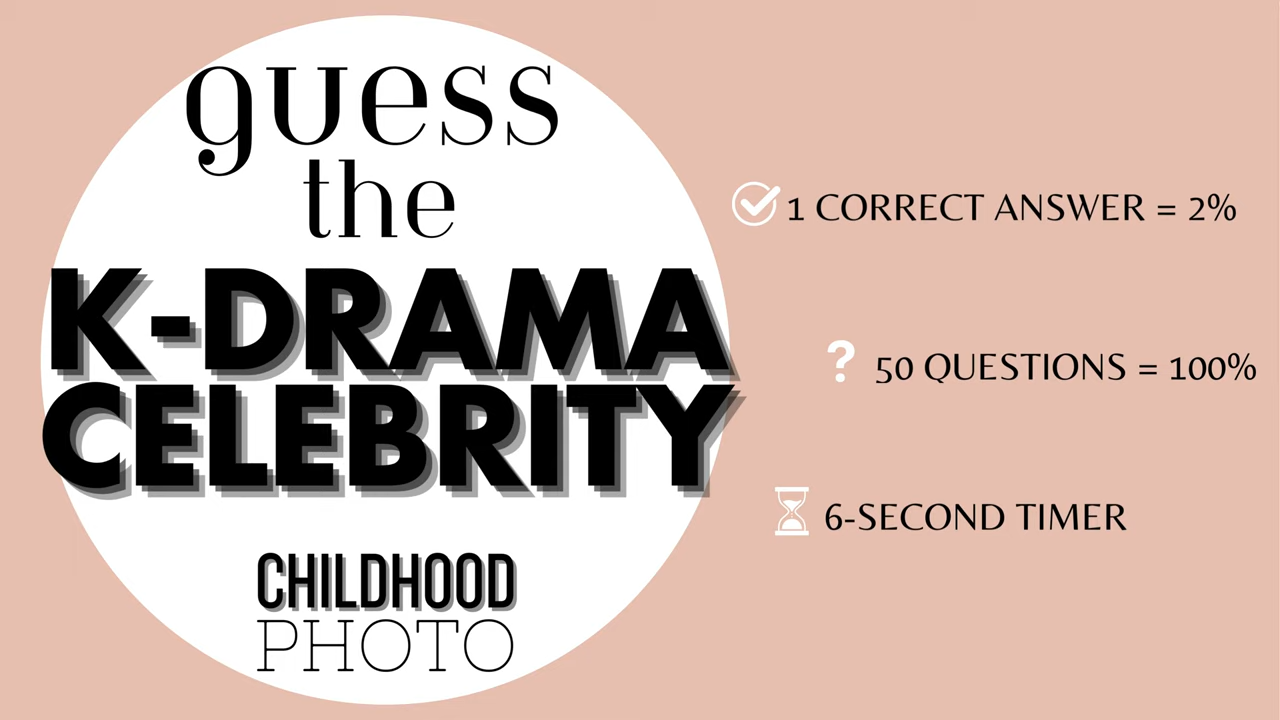 guess
the
K-DRAMA
CELEBRITY
CHILDHOOD
PHOTO
1 CORRECT ANSWER = 2%
? 50 QUESTIONS = 100%
6-SECOND TIMER